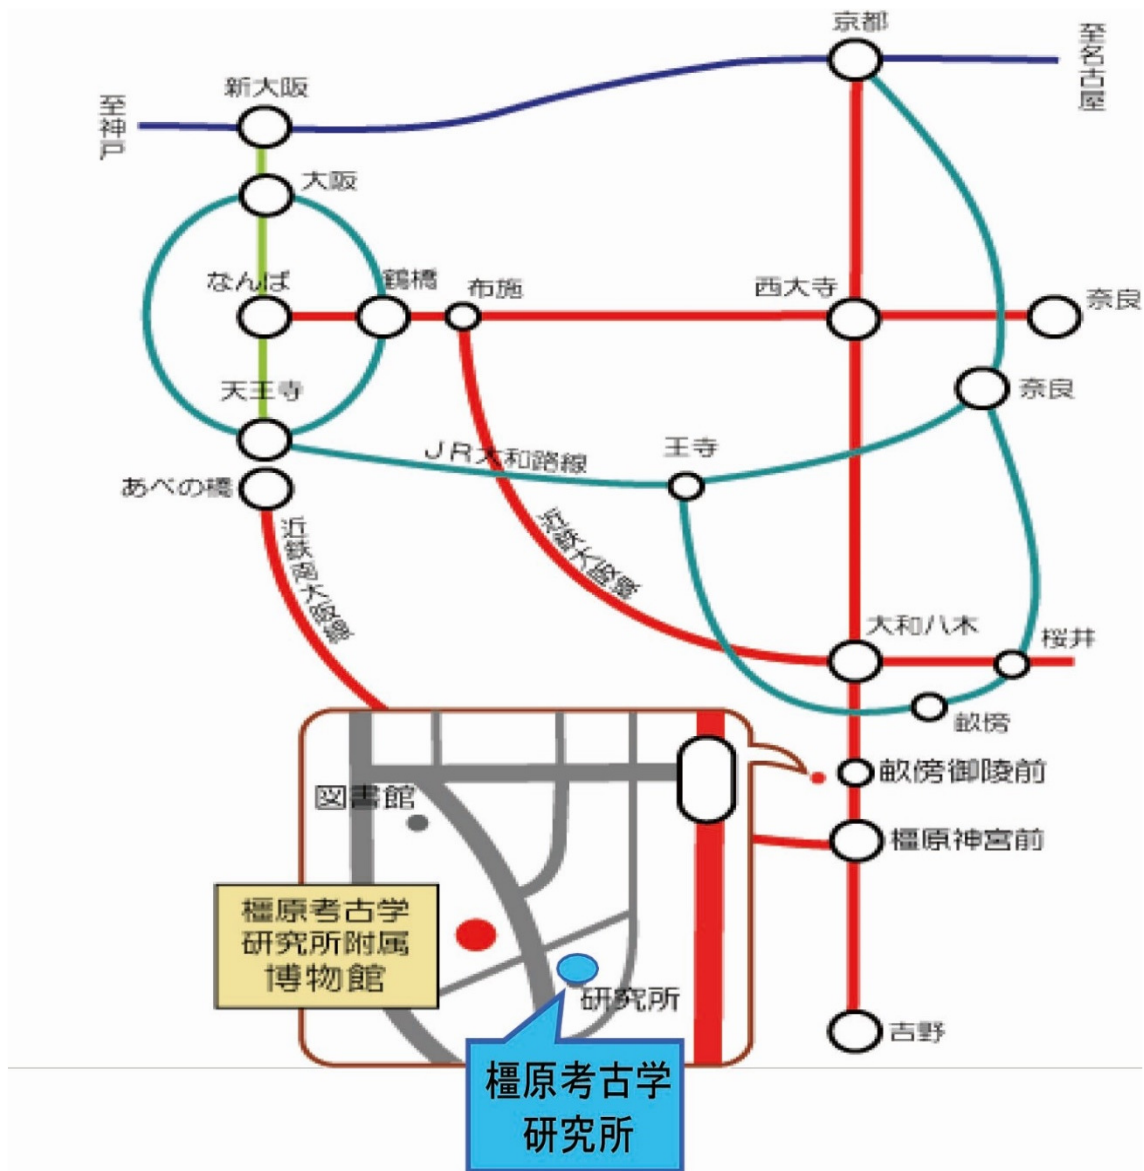 京都
至名古屋
新大阪
至神戸
大阪
なんば
鶴橋
布施
西大寺
奈良
天王寺
奈良
JR大和路線
王寺
あべの橋
近鉄南大阪線
近鉄大阪線
大和八木
桜井
畝傍
畝傍御陵前
図書館
橿原神宮前
橿原考古学
研究所附属
博物館
研究所
吉野
橿原考古学
研究所